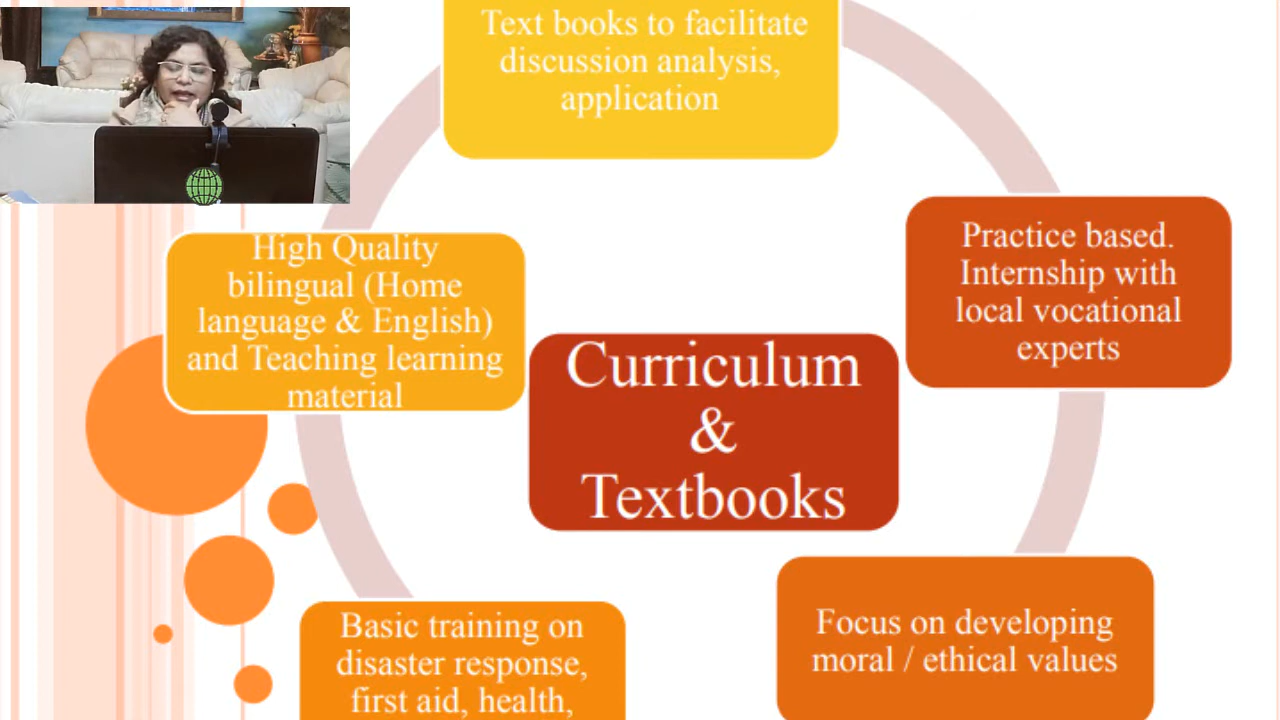 Text books to facilitate
discussion analysis,
application
Practice based.
Internship with
local vocational
experts
High Quality
bilingual (Home
language & English)
and Teaching learning
material
Curriculum
&
Textbooks
Focus on developing
moral / ethical values
Basic training on
disaster response,
first aid, health,